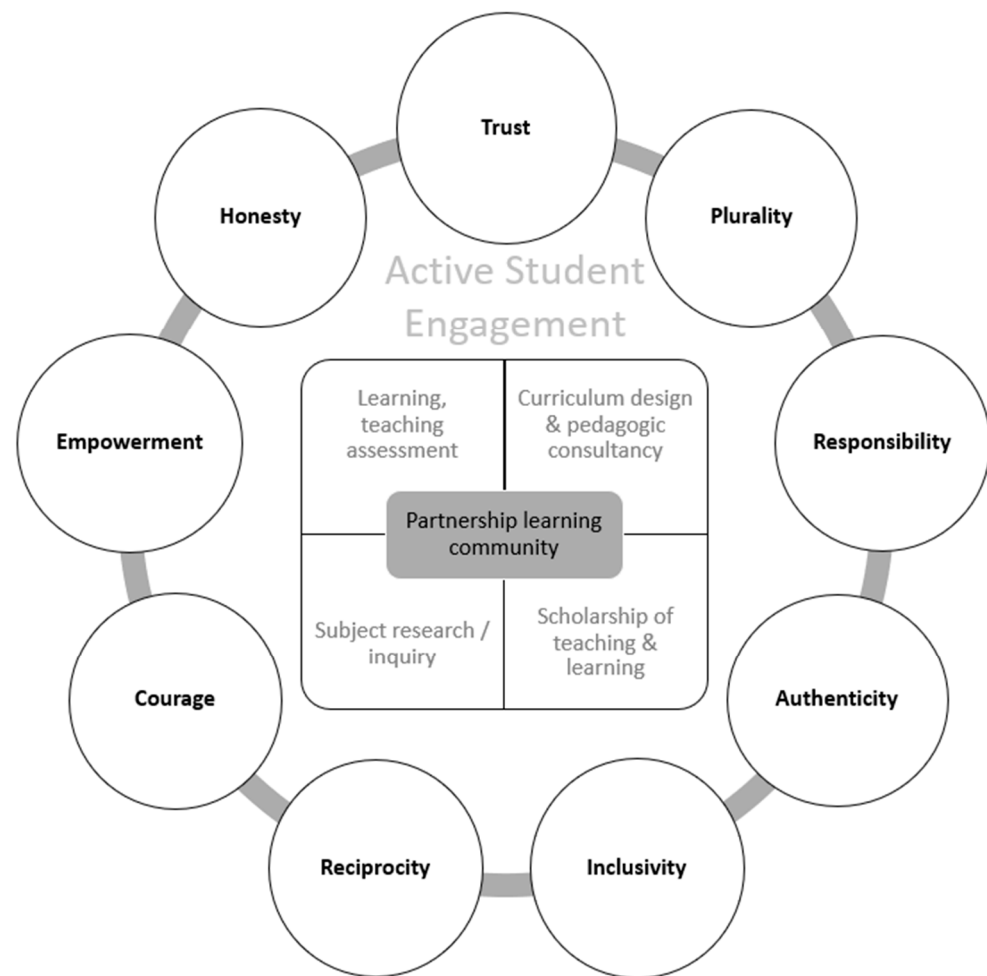 Trust
Honesty
Plurality
Active Student
Engagement
Empowerment
Responsibility
Learning,
teaching
assessment
Curriculum design
& pedagogic
consultancy
Partnership learning
community
Subject research /
inquiry
Scholarship of
teaching &
learning
Courage
Authenticity
Reciprocity
Inclusivity